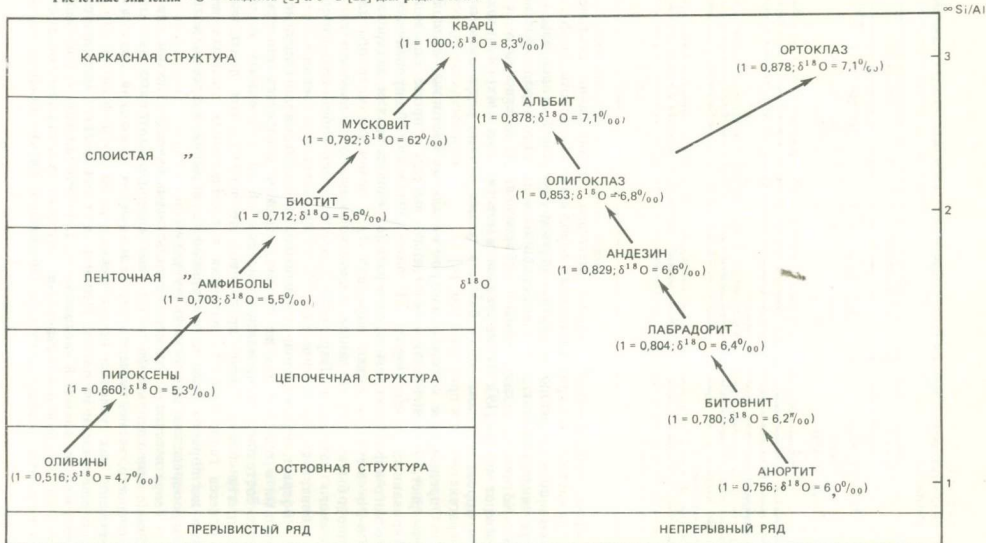 ∞ Si/Al
КВАРЦ
(1 = 1000; δ¹⁸O = 8,3⁰/₀₀)
КАРКАСНАЯ СТРУКТУРА
ОРТОКЛАЗ
(1 = 0,878; δ¹⁸O = 7,1⁰/₀₀)
3
АЛЬБИТ
(1 = 0,878; δ¹⁸O = 7,1⁰/₀₀)
МУСКОВИТ
(1 = 0,792; δ¹⁸O = 62⁰/₀₀)
СЛОИСТАЯ „
ОЛИГОКЛАЗ
(1 = 0,853; δ¹⁸O = 6,8⁰/₀₀)
БИОТИТ
(1 = 0,712; δ¹⁸O = 5,6⁰/₀₀)
2
АНДЕЗИН
(1 = 0,829; δ¹⁸O = 6,6⁰/₀₀)
ЛЕНТОЧНАЯ „
АМФИБОЛЫ
(1 = 0,703; δ¹⁸O = 5,5⁰/₀₀)
δ¹⁸O
ЛАБРАДОРИТ
(1 = 0,804; δ¹⁸O = 6,4⁰/₀₀)
ПИРОКСЕНЫ
(1 = 0,660; δ¹⁸O = 5,3⁰/₀₀)
ЦЕПОЧЕЧНАЯ СТРУКТУРА
БИТОВНИТ
(1 = 0,780; δ¹⁸O = 6,2⁰/₀₀)
ОЛИВИНЫ
(1 = 0,516; δ¹⁸O = 4,7⁰/₀₀)
ОСТРОВНАЯ СТРУКТУРА
АНОРТИТ
(1 = 0,756; δ¹⁸O = 6,0⁰/₀₀)
1
ПРЕРЫВИСТЫЙ РЯД
НЕПРЕРЫВНЫЙ РЯД